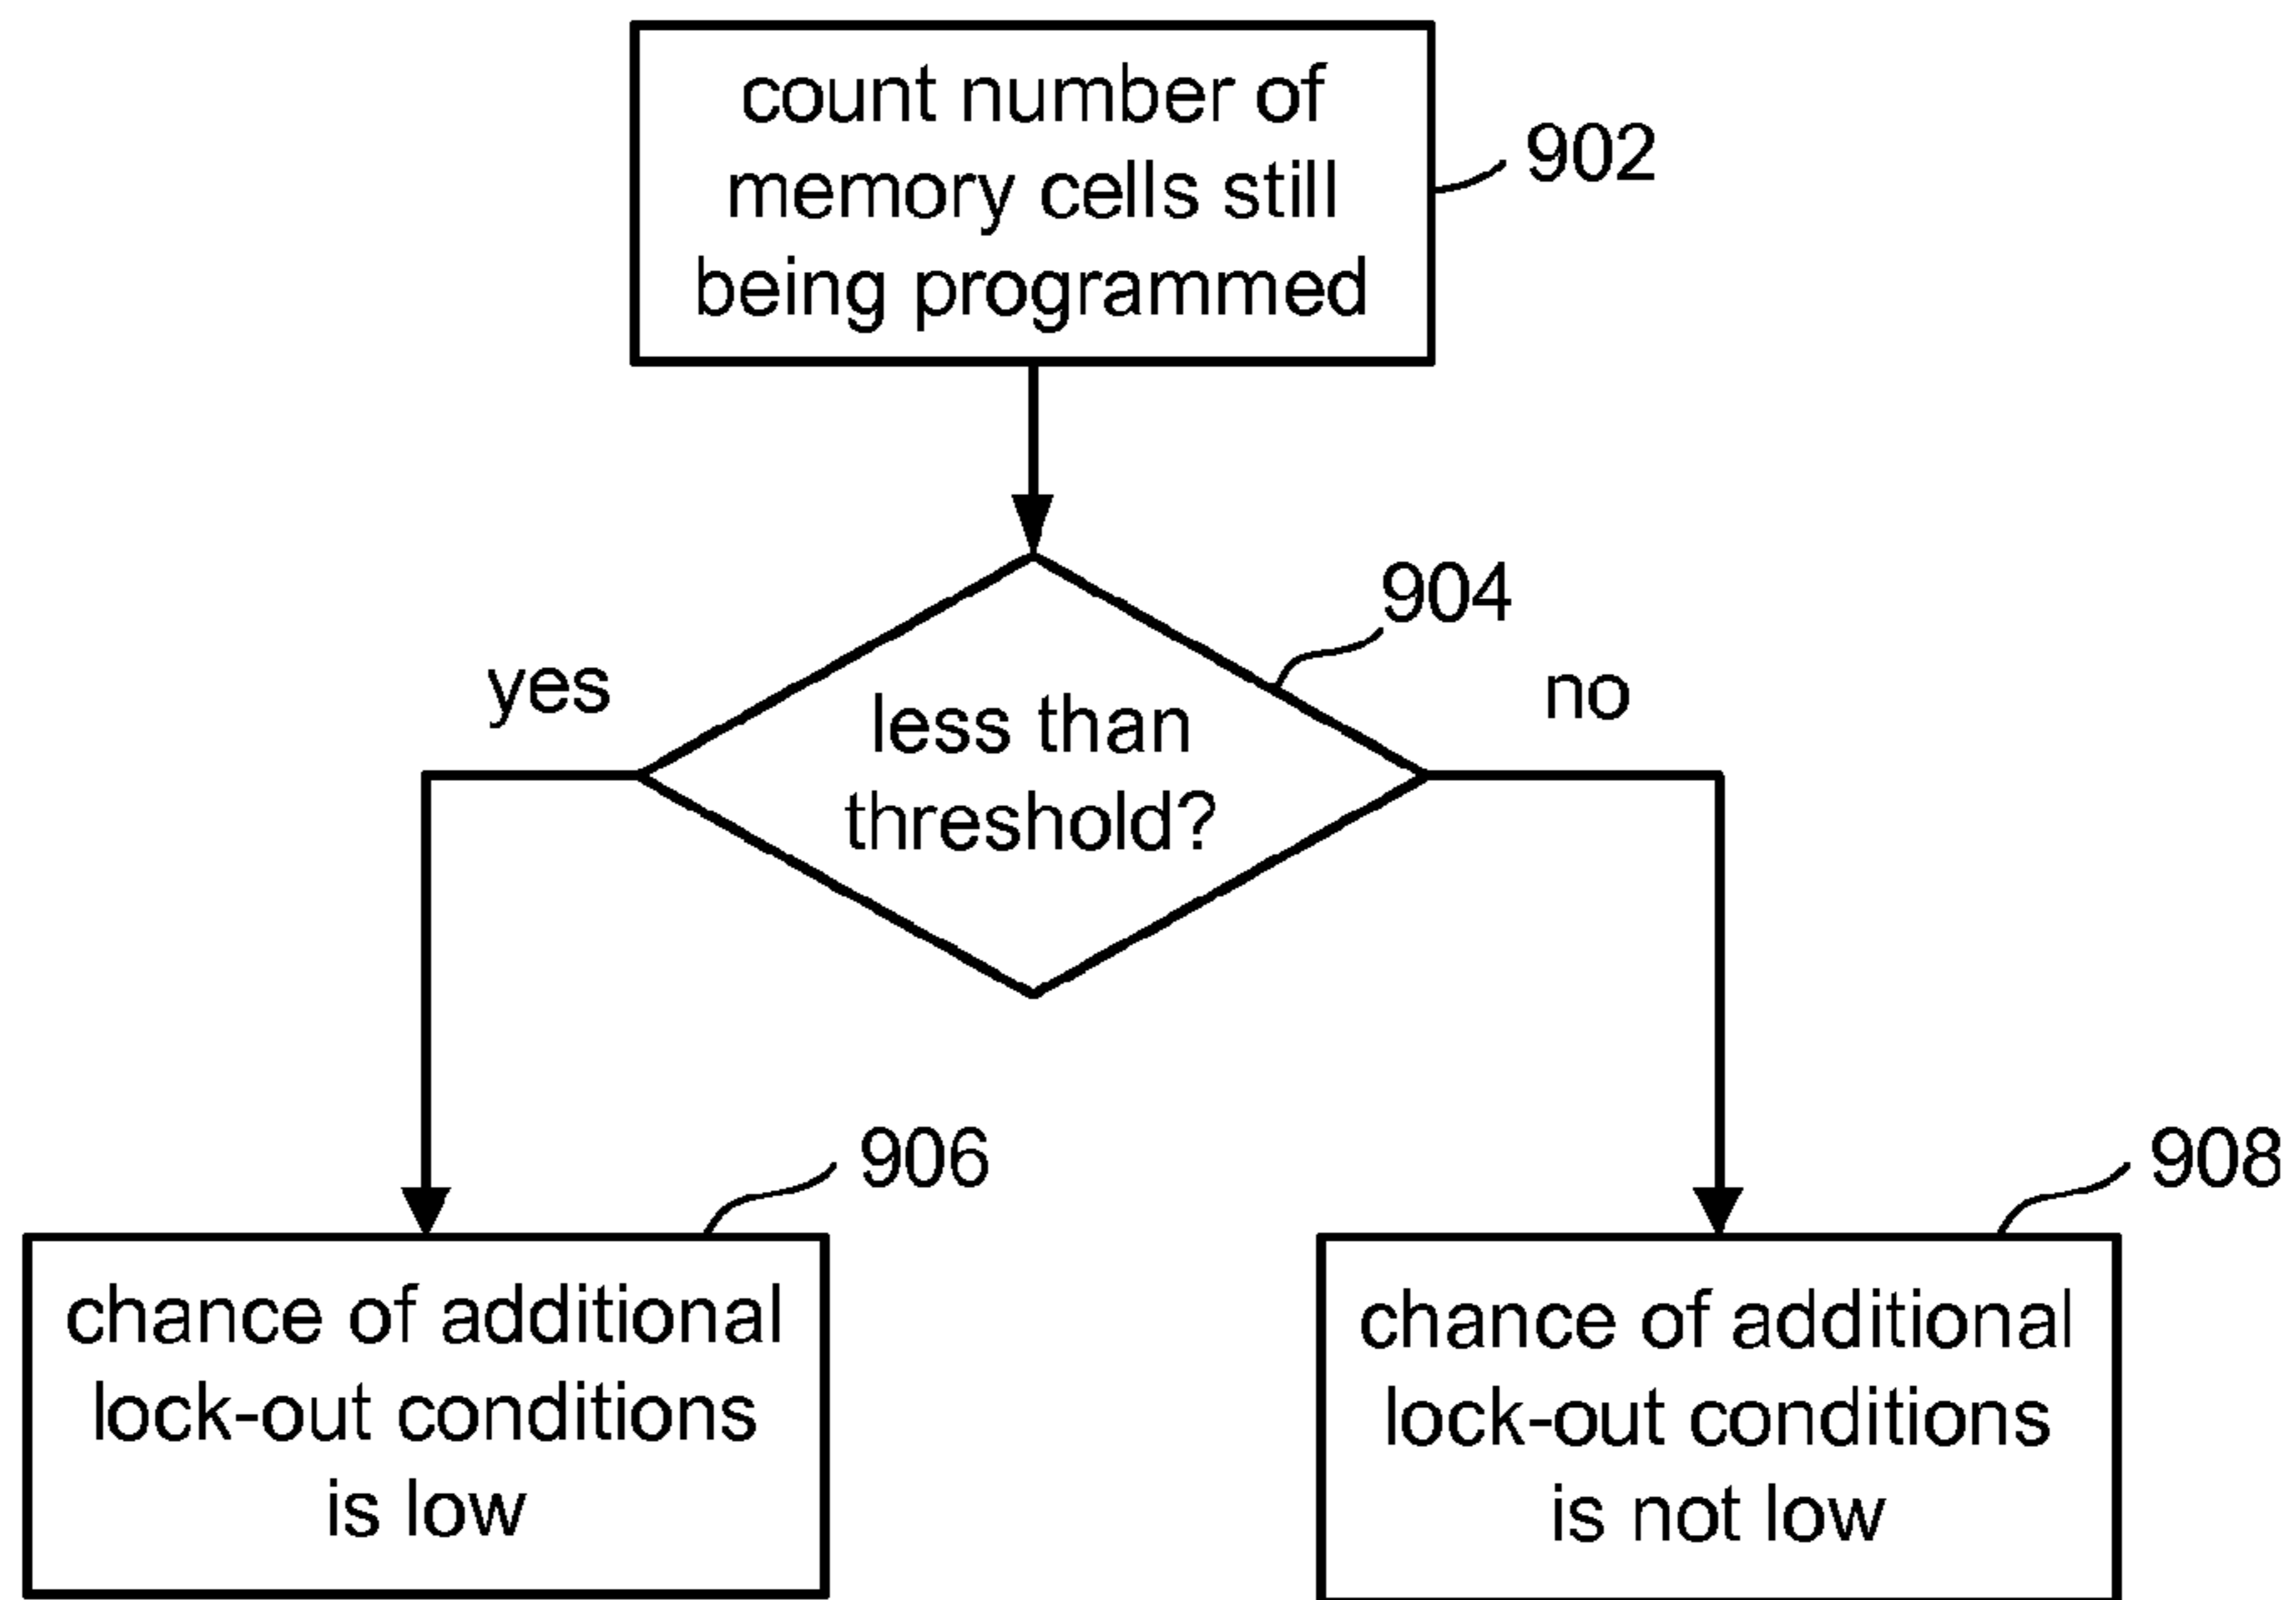 count number of
memory cells still
being programmed
902
904
yes
no
less than
threshold?
906
908
chance of additional
lock-out conditions
is low
chance of additional
lock-out conditions
is not low